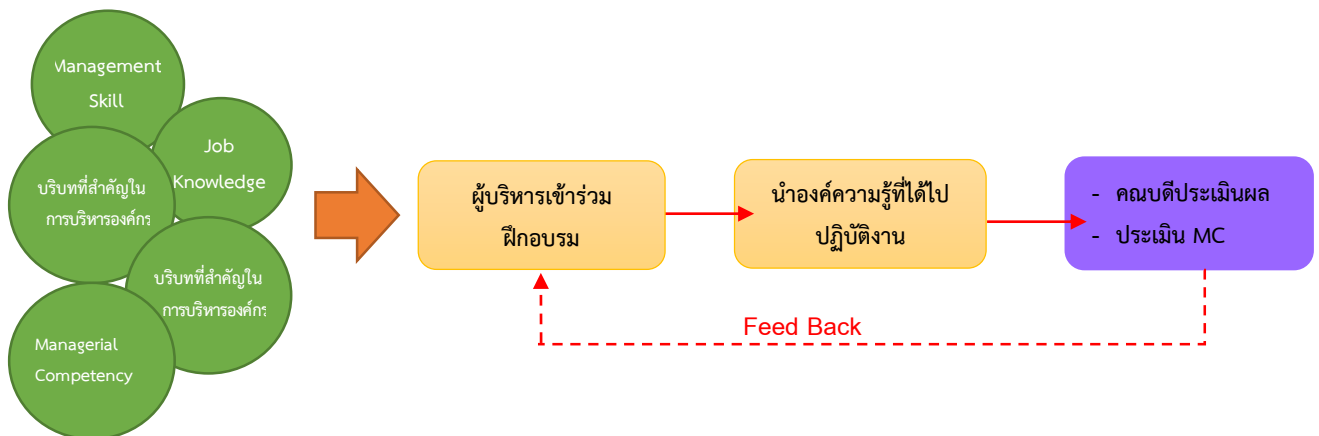 Management
Skill
Job
Knowledge
บริบทที่สำคัญใน
การบริหารองค์กร
บริบทที่สำคัญใน
การบริหารองค์กร
Managerial
Competency
ผู้บริหารเข้าร่วม
ฝึกอบรม
นำองค์ความรู้ที่ได้ไป
ปฏิบัติงาน
- คณบดีประเมินผล
- ประเมิน MC
Feed Back